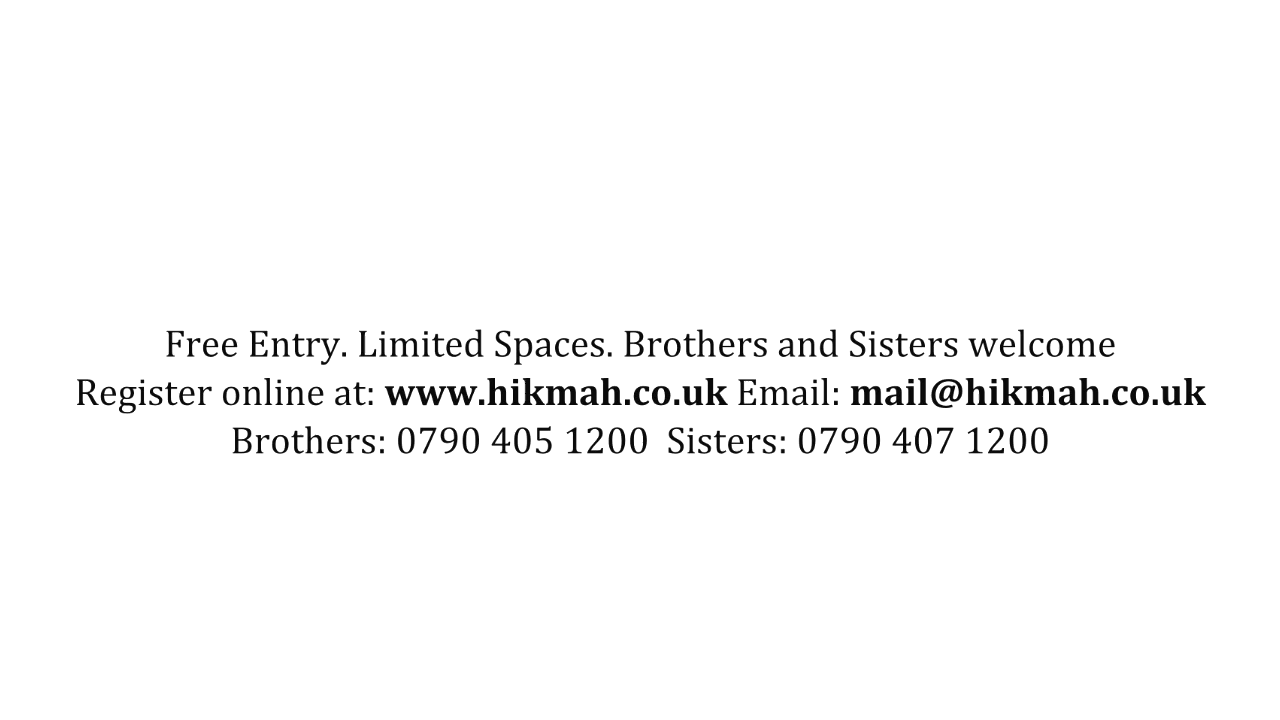 Free Entry. Limited Spaces. Brothers and Sisters welcome
Register online at: www.hikmah.co.uk Email: mail@hikmah.co.uk
Brothers: 0790 405 1200  Sisters: 0790 407 1200